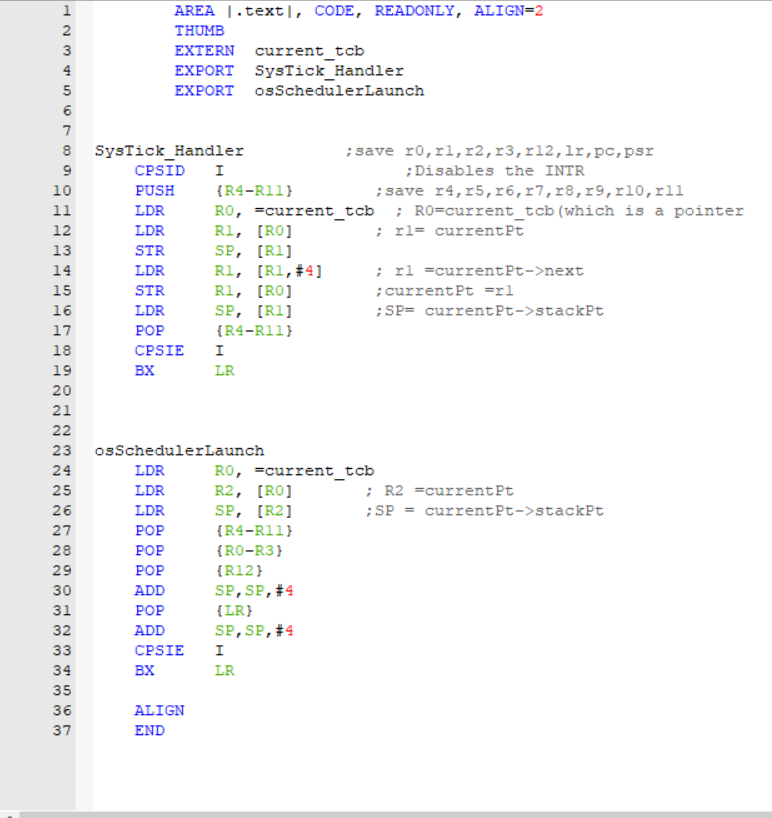 1 AREA |.text|, CODE, READONLY, ALIGN=2
2 THUMB
3 EXTERN current_tcb
4 EXPORT SysTick_Handler
5 EXPORT osSchedulerLaunch
6
7
8 SysTick_Handler ;save r0,r1,r2,r3,r12,lr,pc,psr
9 CPSID I ;Disables the INTR
10 PUSH {R4-R11} ;save r4,r5,r6,r7,r8,r9,r10,r11
11 LDR R0, =current_tcb ; R0=current_tcb(which is a pointer
12 LDR R1, [R0] ; r1= currentPt
13 STR SP, [R1]
14 LDR R1, [R1,#4] ; r1 =currentPt->next
15 STR R1, [R0] ;currentPt =r1
16 LDR SP, [R1] ;SP= currentPt->stackPt
17 POP {R4-R11}
18 CPSIE I
19 BX LR
20
21
22
23 osSchedulerLaunch
24 LDR R0, =current_tcb
25 LDR R2, [R0] ; R2 =currentPt
26 LDR SP, [R2] ;SP = currentPt->stackPt
27 POP {R4-R11}
28 POP {R0-R3}
29 POP {R12}
30 ADD SP,SP,#4
31 POP {LR}
32 ADD SP,SP,#4
33 CPSIE I
34 BX LR
35
36 ALIGN
37 END